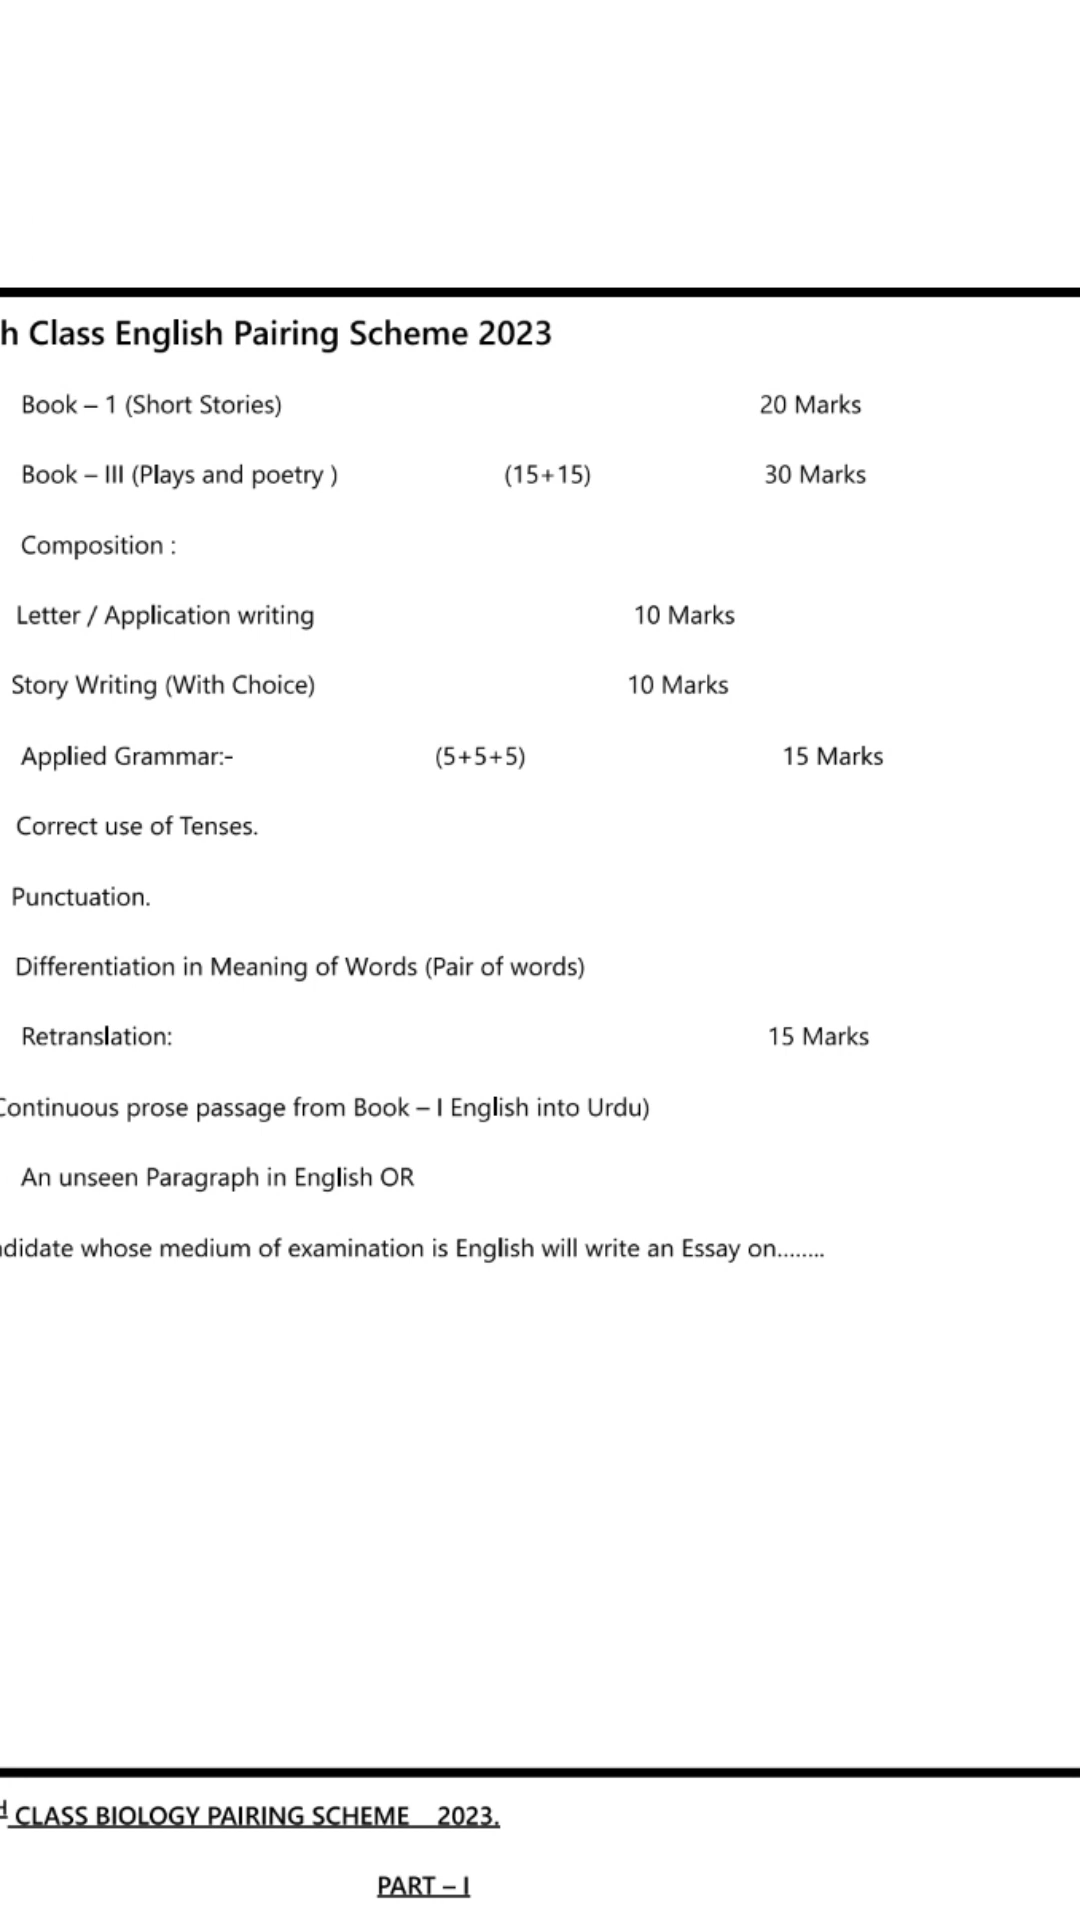 h Class English Pairing Scheme 2023
Book – 1 (Short Stories) 20 Marks
Book – III (Plays and poetry ) (15+15) 30 Marks
Composition :
Letter / Application writing 10 Marks
Story Writing (With Choice) 10 Marks
Applied Grammar:- (5+5+5) 15 Marks
Correct use of Tenses.
Punctuation.
Differentiation in Meaning of Words (Pair of words)
Retranslation: 15 Marks
Continuous prose passage from Book – I English into Urdu)
An unseen Paragraph in English OR
didate whose medium of examination is English will write an Essay on........
H CLASS BIOLOGY PAIRING SCHEME 2023.
PART – I